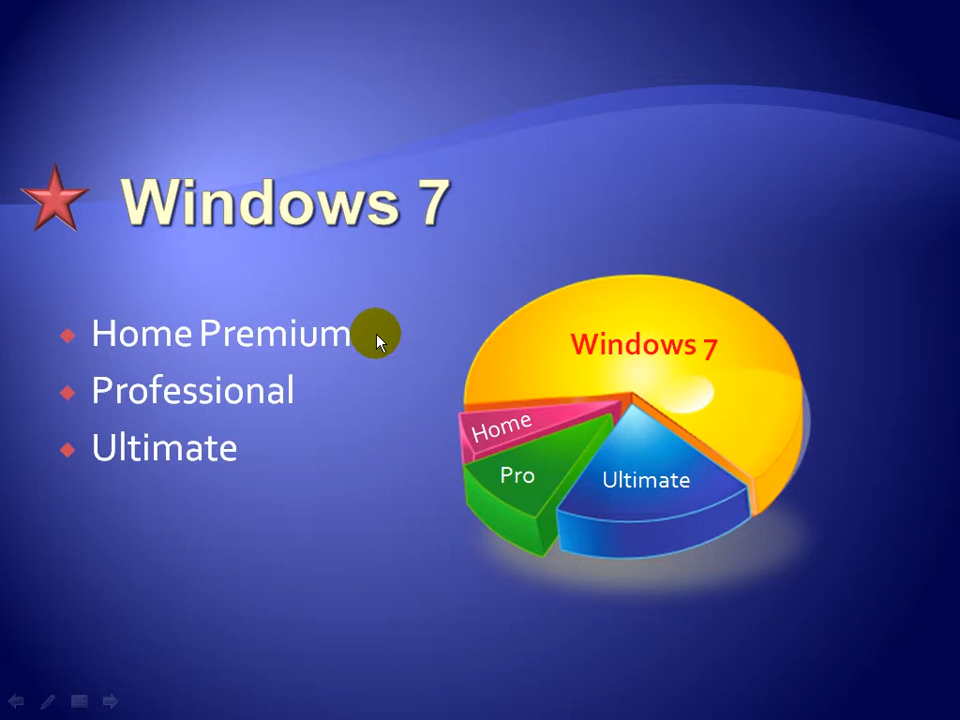 Windows 7
Home Premium
Professional
Ultimate
Windows 7
Home
Pro
Ultimate